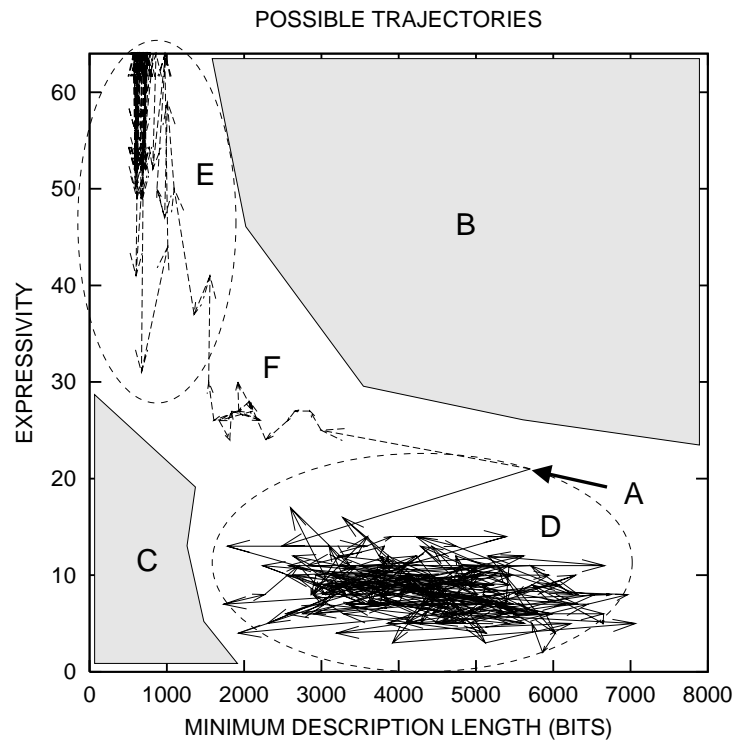 POSSIBLE TRAJECTORIES
60
50
40
30
20
10
0
EXPRESSIVITY
E
B
F
A
D
C
0 1000 2000 3000 4000 5000 6000 7000 8000
MINIMUM DESCRIPTION LENGTH (BITS)